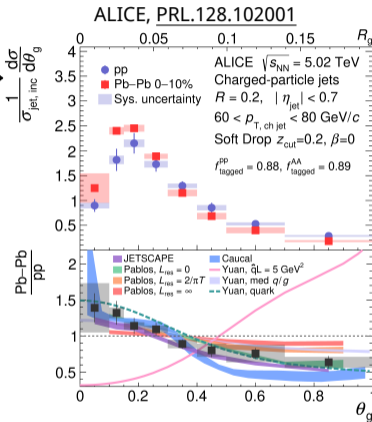 ALICE, PRL.128.102001
0 0.05 0.1 0.15 R_g
1/σ_jet, inc dσ/dθ_g
4
3.5
3
2.5
2
1.5
1
0.5
pp
Pb−Pb 0−10%
Sys. uncertainty
ALICE √s_NN = 5.02 TeV
Charged-particle jets
R = 0.2, | η_jet| < 0.7
60 < p_T, ch jet < 80 GeV/c
Soft Drop z_cut=0.2, β=0
f^pp_tagged = 0.88, f^AA_tagged = 0.89
Pb−Pb/pp
2
1.5
1
0.5
JETSCAPE
Pablos, L_res = 0
Pablos, L_res = 2/πT
Pablos, L_res = ∞
Caucal
Yuan, q̂L = 5 GeV²
Yuan, med q/g
Yuan, quark
0 0.2 0.4 0.6 0.8
θ_g